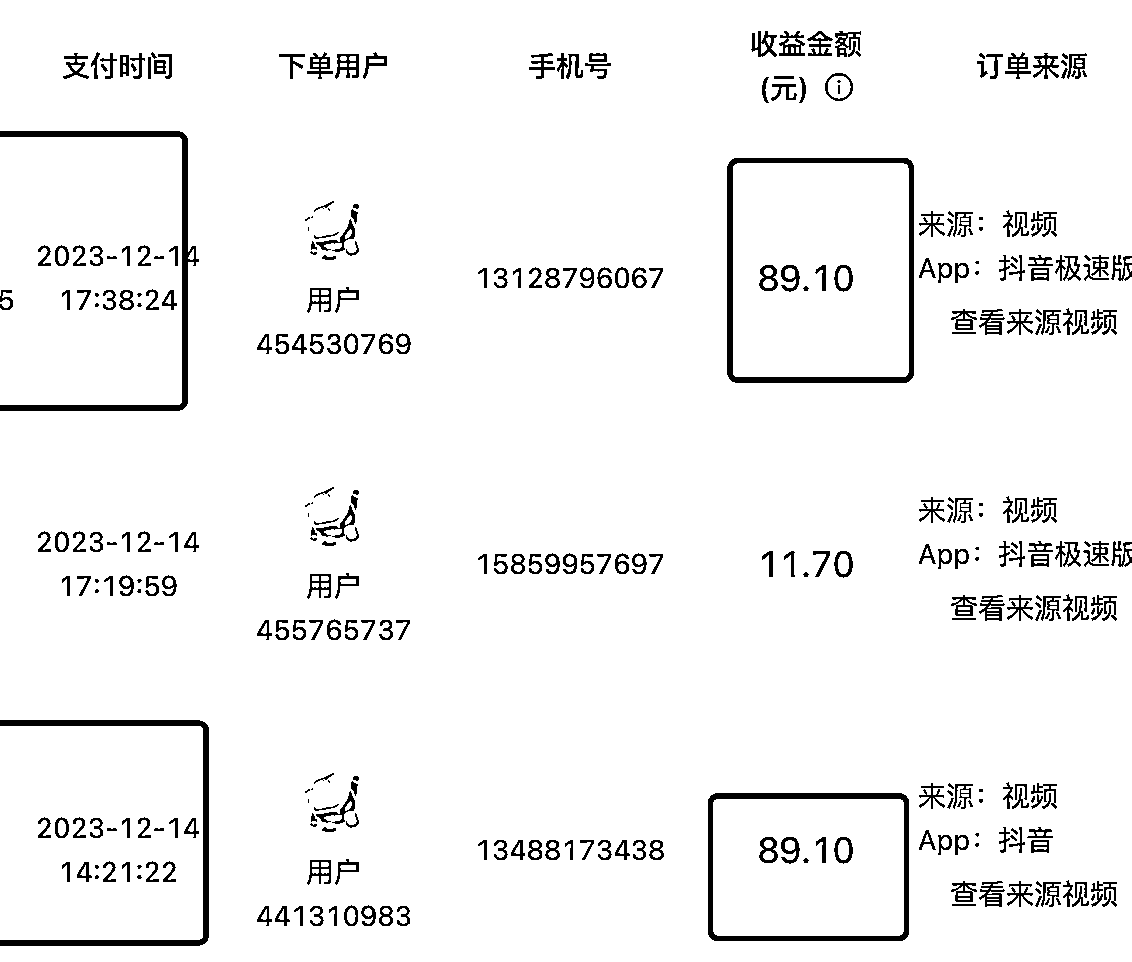 支付时间
下单用户
手机号
收益金额
(元)
订单来源
2023-12-14
5
17:38:24
用户
454530769
13128796067
89.10
来源：视频
App：抖音极速版
查看来源视频
2023-12-14
17:19:59
用户
455765737
15859957697
11.70
来源：视频
App：抖音极速版
查看来源视频
2023-12-14
14:21:22
用户
441310983
13488173438
89.10
来源：视频
App：抖音
查看来源视频